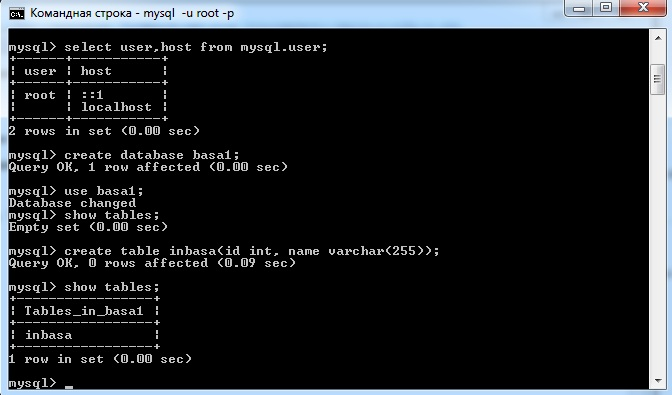 Командная строка - mysql -u root -p
mysql> select user,host from mysql.user;
+------+-----------+
| user | host      |
+------+-----------+
| root | ::1       |
|      | localhost |
+------+-----------+
2 rows in set (0.00 sec)
mysql> create database basa1;
Query OK, 1 row affected (0.00 sec)
mysql> use basa1;
Database changed
mysql> show tables;
Empty set (0.00 sec)
mysql> create table inbasa(id int, name varchar(255));
Query OK, 0 rows affected (0.09 sec)
mysql> show tables;
+-----------------+
| Tables_in_basa1 |
+-----------------+
| inbasa          |
+-----------------+
1 row in set (0.00 sec)
mysql> _